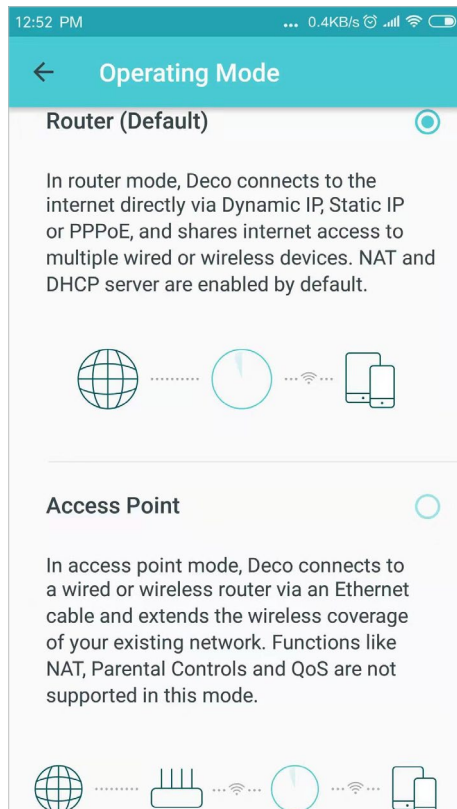 12:52 PM ... 0.4KB/s
Operating Mode
Router (Default)
In router mode, Deco connects to the
internet directly via Dynamic IP, Static IP
or PPPoE, and shares internet access to
multiple wired or wireless devices. NAT and
DHCP server are enabled by default.
Access Point
In access point mode, Deco connects to
a wired or wireless router via an Ethernet
cable and extends the wireless coverage
of your existing network. Functions like
NAT, Parental Controls and QoS are not
supported in this mode.